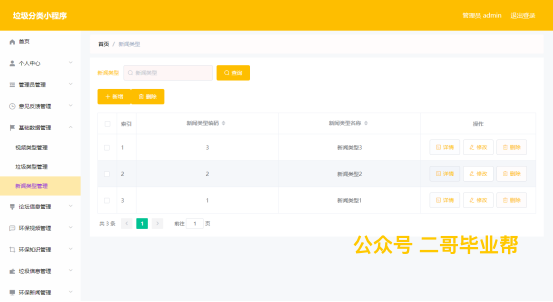 垃圾分类小程序
管理员 admin 退出登录
首页
个人中心
管理员管理
意见反馈管理
基础数据管理
视频类型管理
垃圾类型管理
新闻类型管理
论坛信息管理
环保视频管理
环保知识管理
垃圾信息管理
环保新闻管理
首页 / 新闻类型
新闻类型 新闻类型 查询
+ 新增 删除
索引 新闻类型编码 新闻类型名称 操作
1 3 新闻类型3 详情 修改 删除
2 2 新闻类型2 详情 修改 删除
3 1 新闻类型1 详情 修改 删除
共 3 条 < 1 > 前往 1 页
公众号 二哥毕业帮